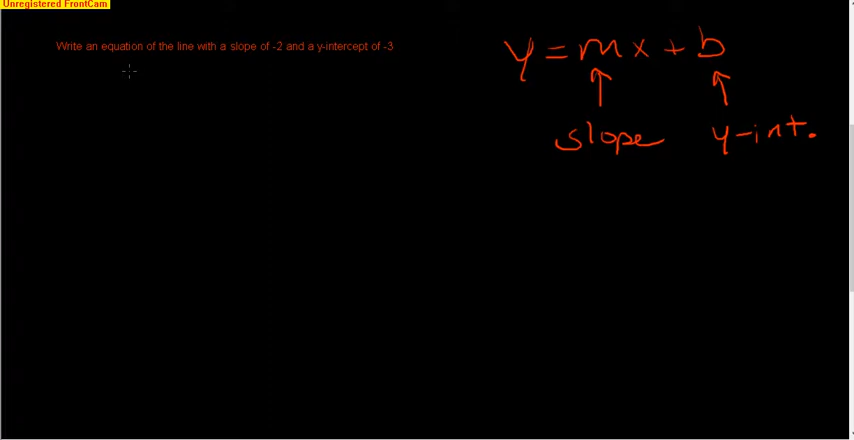 Unregistered FrontCam
Write an equation of the line with a slope of -2 and a y-intercept of -3
y = mx + b
slope y-int.